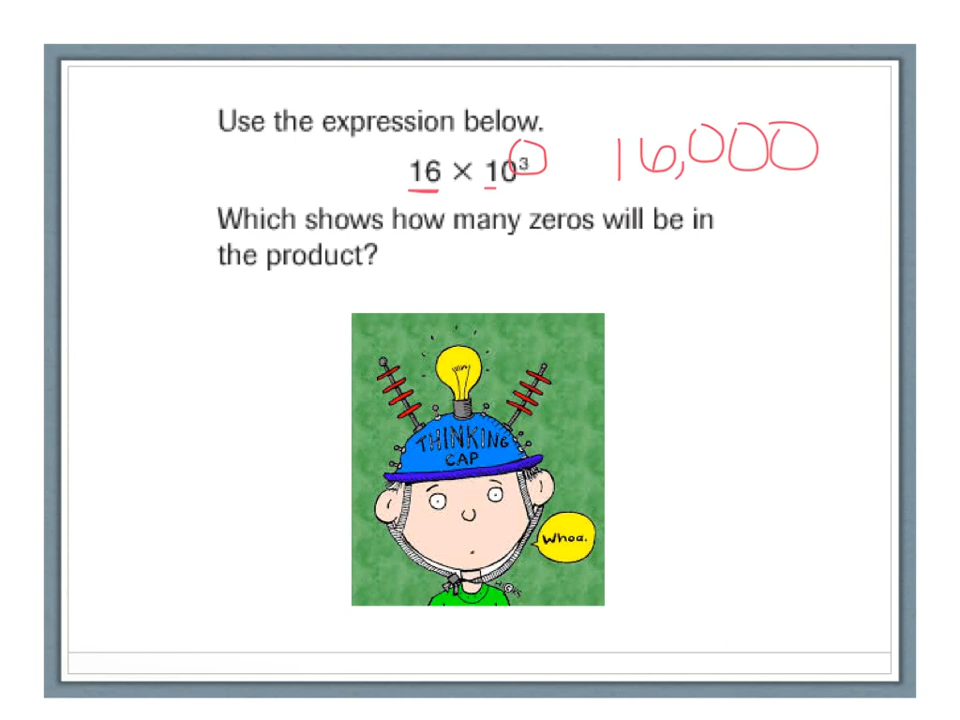 Use the expression below.
16 × 10³ 16,000
Which shows how many zeros will be in
the product?
THINKING
CAP
Whoa.